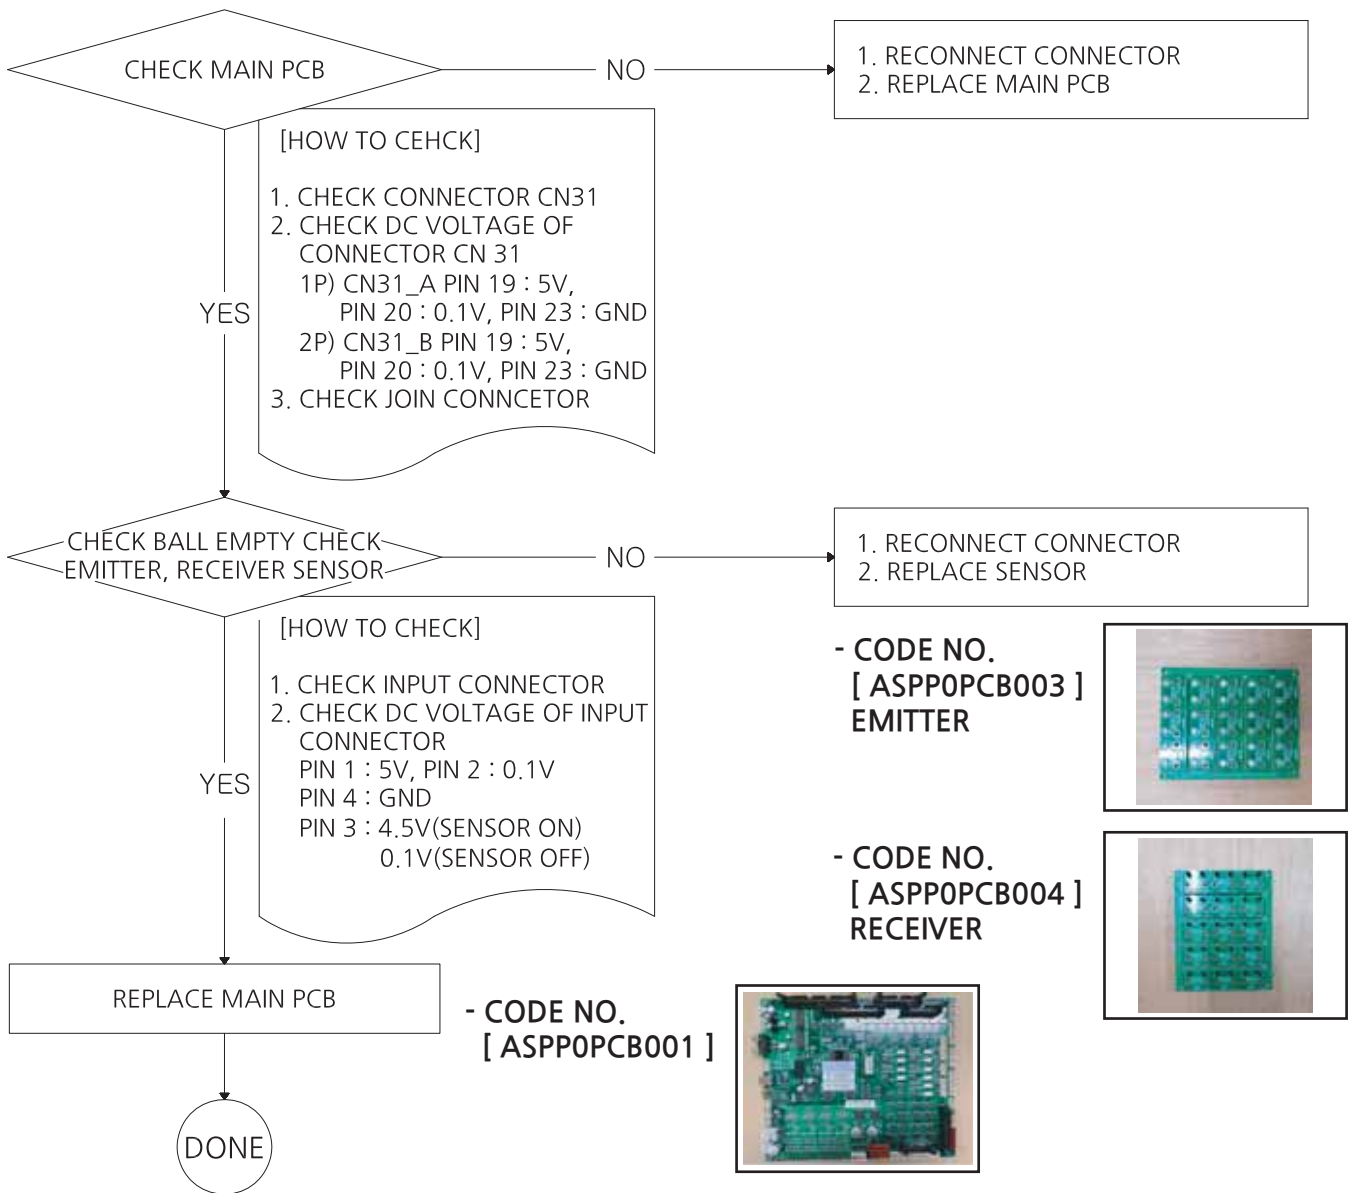 CHECK MAIN PCB
NO
1. RECONNECT CONNECTOR
2. REPLACE MAIN PCB
[HOW TO CEHCK]
1. CHECK CONNECTOR CN31
2. CHECK DC VOLTAGE OF
CONNECTOR CN 31
1P) CN31_A PIN 19 : 5V,
PIN 20 : 0.1V, PIN 23 : GND
2P) CN31_B PIN 19 : 5V,
PIN 20 : 0.1V, PIN 23 : GND
3. CHECK JOIN CONNCETOR
YES
CHECK BALL EMPTY CHECK
EMITTER, RECEIVER SENSOR
NO
1. RECONNECT CONNECTOR
2. REPLACE SENSOR
[HOW TO CHECK]
1. CHECK INPUT CONNECTOR
2. CHECK DC VOLTAGE OF INPUT
CONNECTOR
PIN 1 : 5V, PIN 2 : 0.1V
PIN 4 : GND
PIN 3 : 4.5V(SENSOR ON)
0.1V(SENSOR OFF)
YES
- CODE NO.
[ ASPP0PCB003 ]
EMITTER
- CODE NO.
[ ASPP0PCB004 ]
RECEIVER
REPLACE MAIN PCB
- CODE NO.
[ ASPP0PCB001 ]
DONE